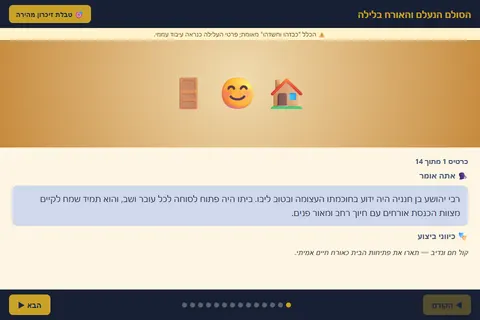 הסולם הנעלם והאורח בלילה
טבלת זיכרון מהירה
הכלל "כבדהו וחשדהו" מאומת; פרטי העלילה כנראה עיבוד עממי.
כרטיס 1 מתוך 14
אתה אומר
רבי יהושע בן חנניה היה ידוע בחוכמתו העצומה ובטוב ליבו. ביתו היה פתוח לסוחה לכל עובר ושב, והוא תמיד שמח לקיים
מצוות הכנסת אורחים עם חיוך רחב ומאור פנים.
כיווני ביצוע
קול חם ונדיב — תארו את פתיחות הבית כאורח חיים אמיתי.
◀ הקודם
הבא ▶